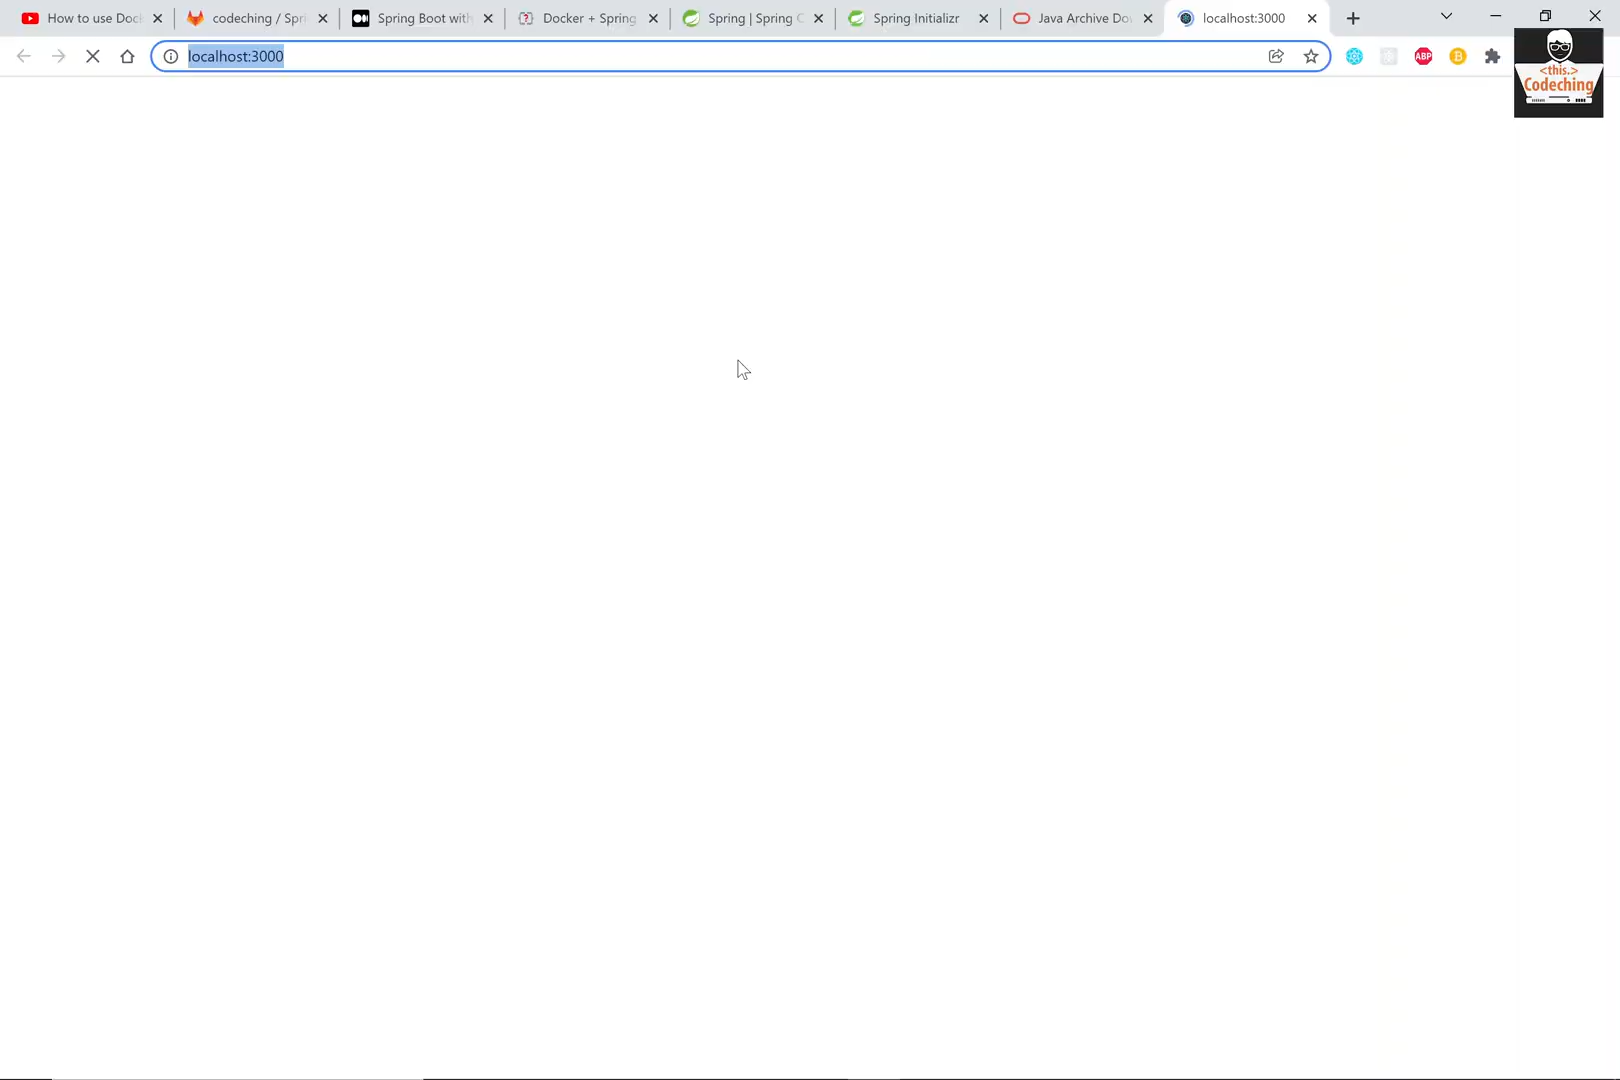 How to use Doc
codeching / Spri
Spring Boot with
Docker + Spring
Spring | Spring C
Spring Initializr
Java Archive Do
localhost:3000
localhost:3000
ABP
B
<this.>
Codeching